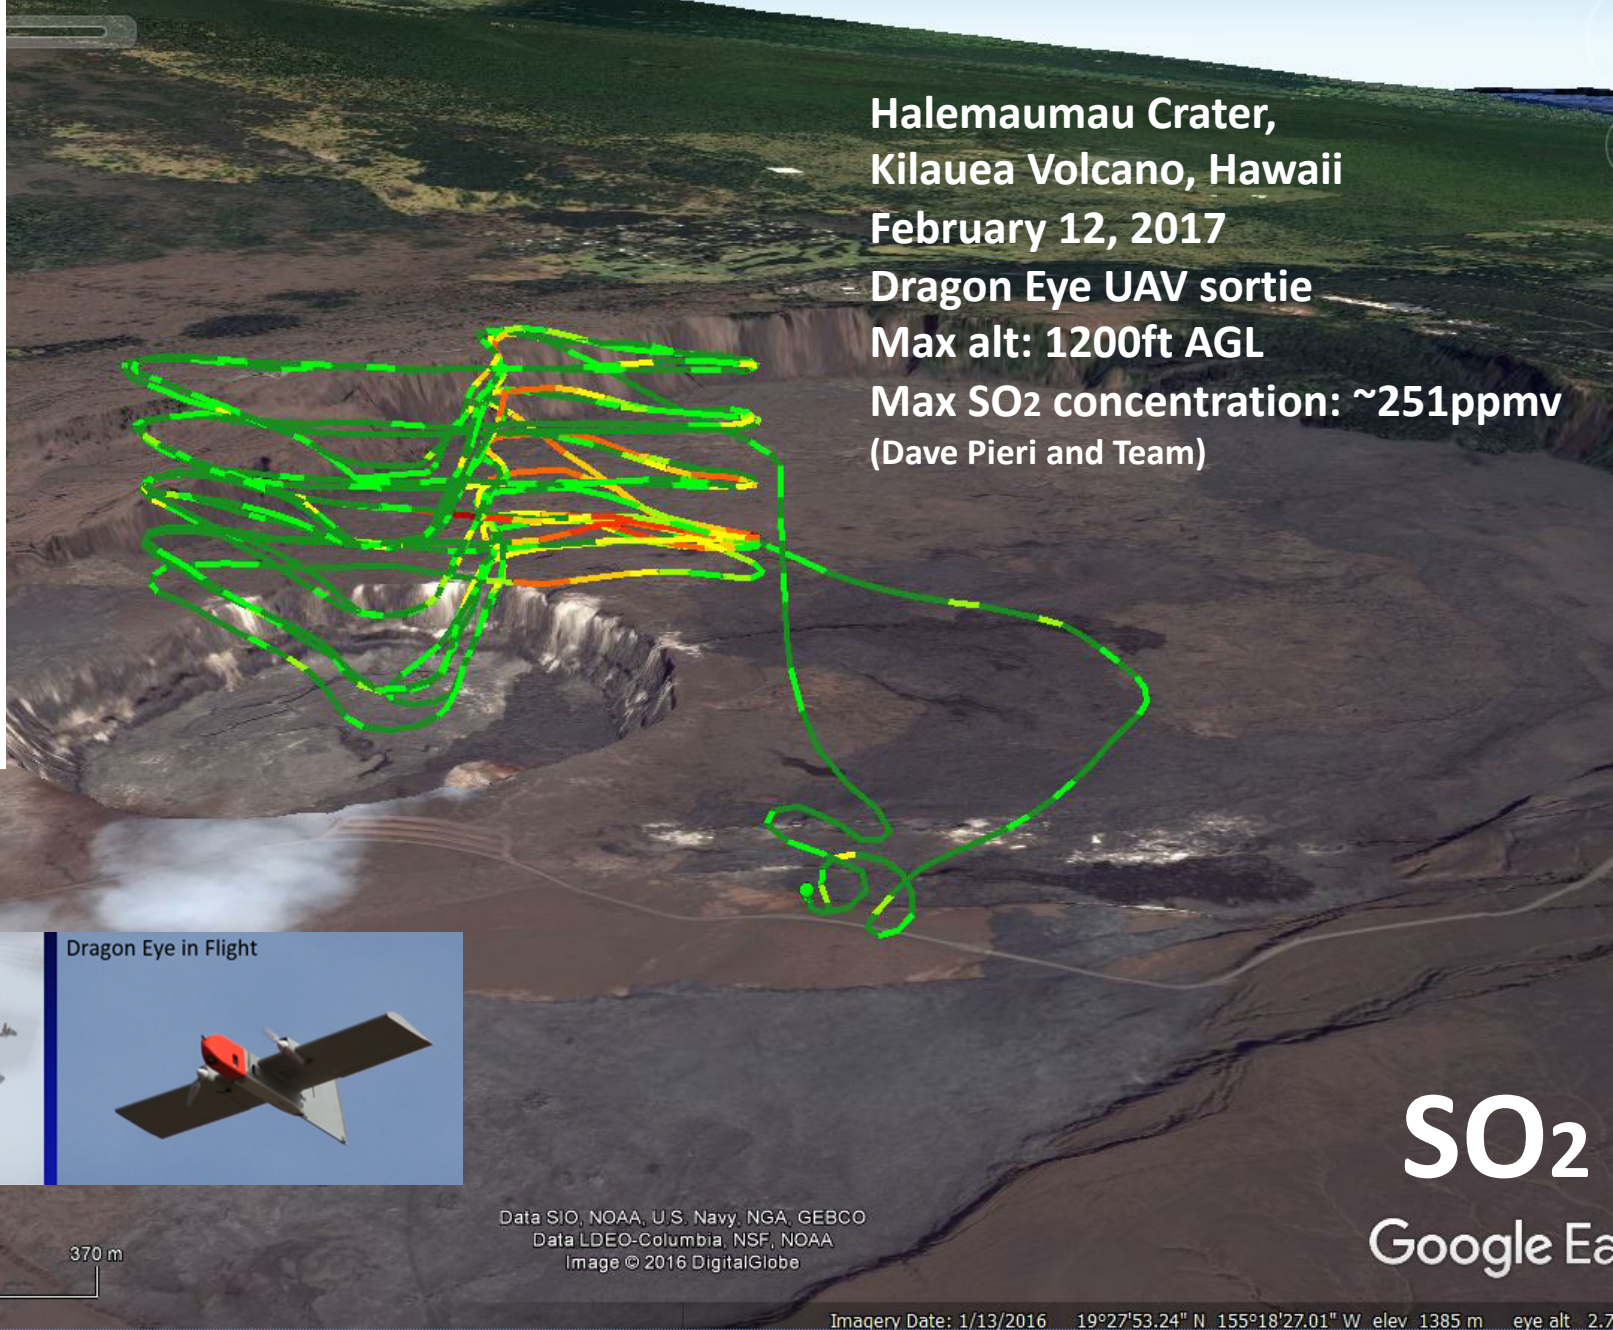 Halemaumau Crater,
Kilauea Volcano, Hawaii
February 12, 2017
Dragon Eye UAV sortie
Max alt: 1200ft AGL
Max SO2 concentration: ~251ppmv
(Dave Pieri and Team)
Dragon Eye in Flight
SO2
Data SIO, NOAA, U.S. Navy, NGA, GEBCO
Data LDEO-Columbia, NSF, NOAA
Image © 2016 DigitalGlobe
370 m
Google Ea
Imagery Date: 1/13/2016 19°27'53.24" N 155°18'27.01" W elev 1385 m eye alt 2.7